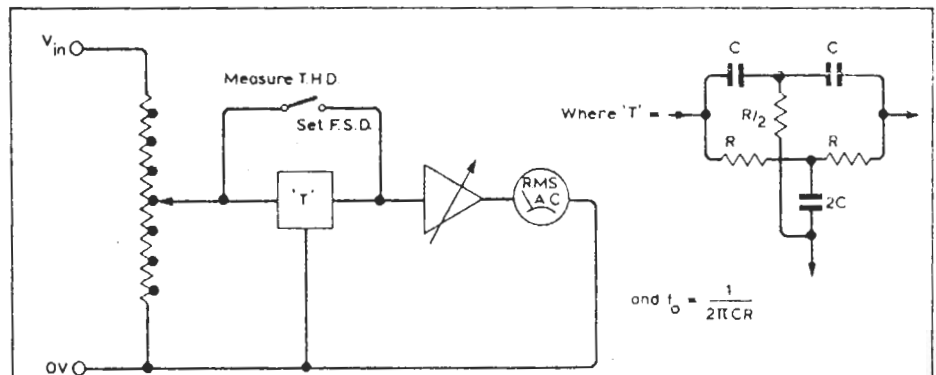 V_in
Measure T.H.D.
Set F.S.D.
'T'
RMS
AC
0V
Where 'T' =
C
C
R/2
R
R
2C
and f_o = 1 / 2πCR